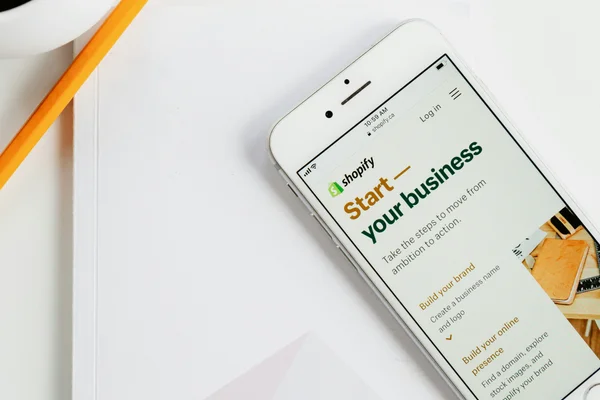 10:59 AM
shopify.ca
shopify
Log in
Start —
your business
Take the steps to move from
ambition to action.
Build your brand
Create a business name
and logo
Build your online
presence
Find a domain, explore
stock images, and
shopify your brand